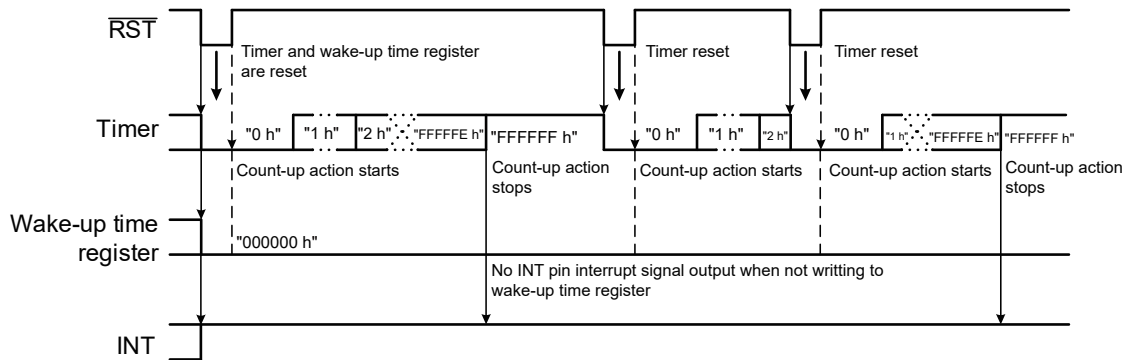 RST
Timer and wake-up time register
are reset
Timer reset
Timer reset
Timer
"0 h"
"1 h"
"2 h"
"FFFFFE h"
"FFFFFF h"
"0 h"
"1 h"
"2 h"
"0 h"
"1 h"
"FFFFFE h"
"FFFFFF h"
Count-up action starts
Count-up action
stops
Count-up action starts
Count-up action starts
Count-up action
stops
Wake-up time
register
"000000 h"
No INT pin interrupt signal output when not writting to
wake-up time register
INT